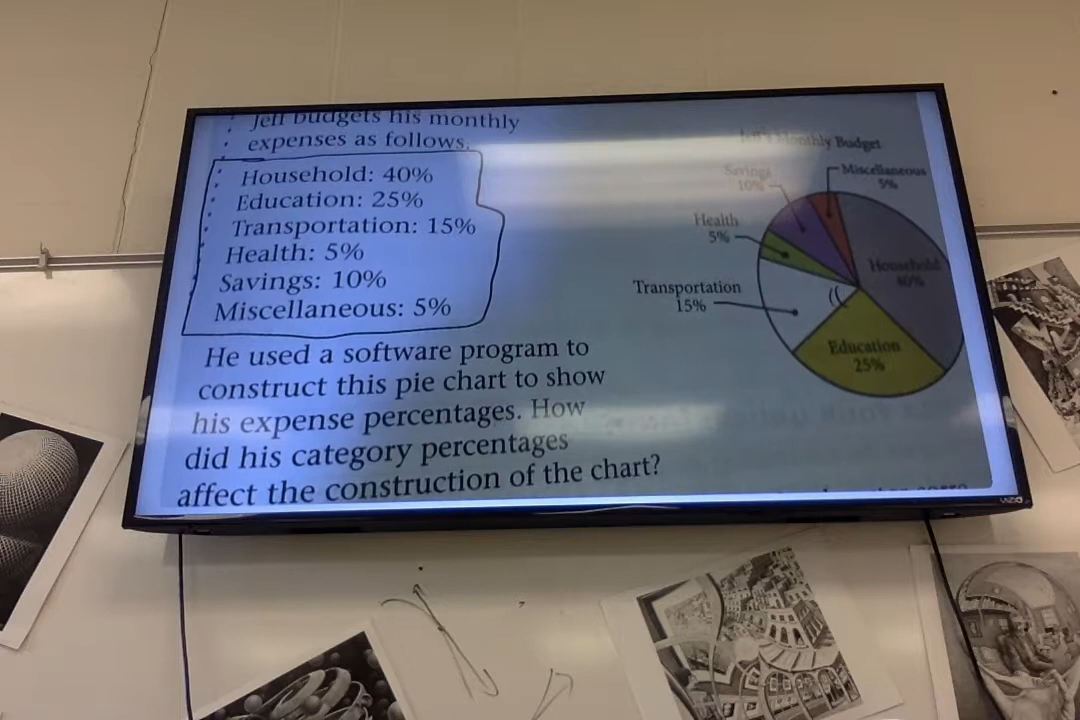 Jeff budgets his monthly
expenses as follows.
Household: 40%
Education: 25%
Transportation: 15%
Health: 5%
Savings: 10%
Miscellaneous: 5%
He used a software program to
construct this pie chart to show
his expense percentages. How
did his category percentages
affect the construction of the chart?
Jeff's Monthly Budget
Savings
10%
Miscellaneous
5%
Health
5%
Household
40%
Transportation
15%
Education
25%
VIZIO